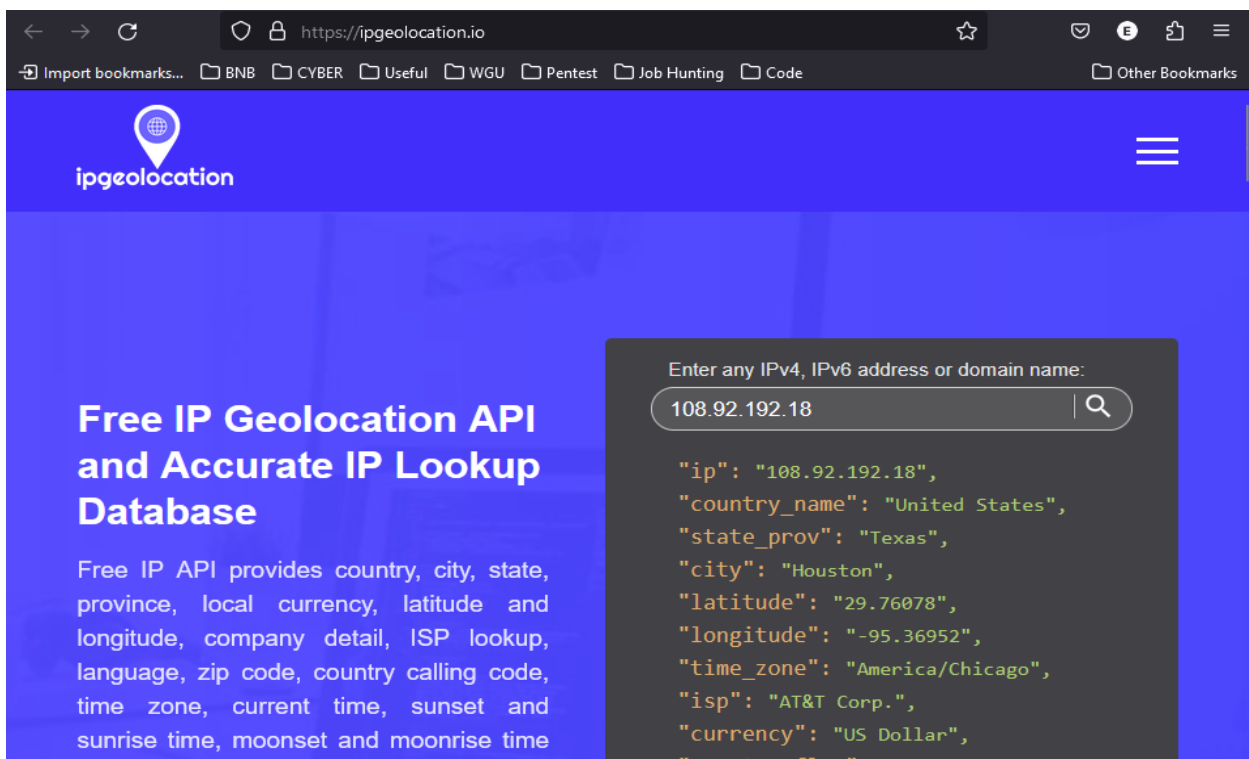 https://ipgeolocation.io
E
Import bookmarks... BNB CYBER Useful WGU Pentest Job Hunting Code Other Bookmarks
ipgeolocation
Free IP Geolocation API
and Accurate IP Lookup
Database
Free IP API provides country, city, state,
province, local currency, latitude and
longitude, company detail, ISP lookup,
language, zip code, country calling code,
time zone, current time, sunset and
sunrise time, moonset and moonrise time
Enter any IPv4, IPv6 address or domain name:
108.92.192.18
"ip": "108.92.192.18",
"country_name": "United States",
"state_prov": "Texas",
"city": "Houston",
"latitude": "29.76078",
"longitude": "-95.36952",
"time_zone": "America/Chicago",
"isp": "AT&T Corp.",
"currency": "US Dollar",